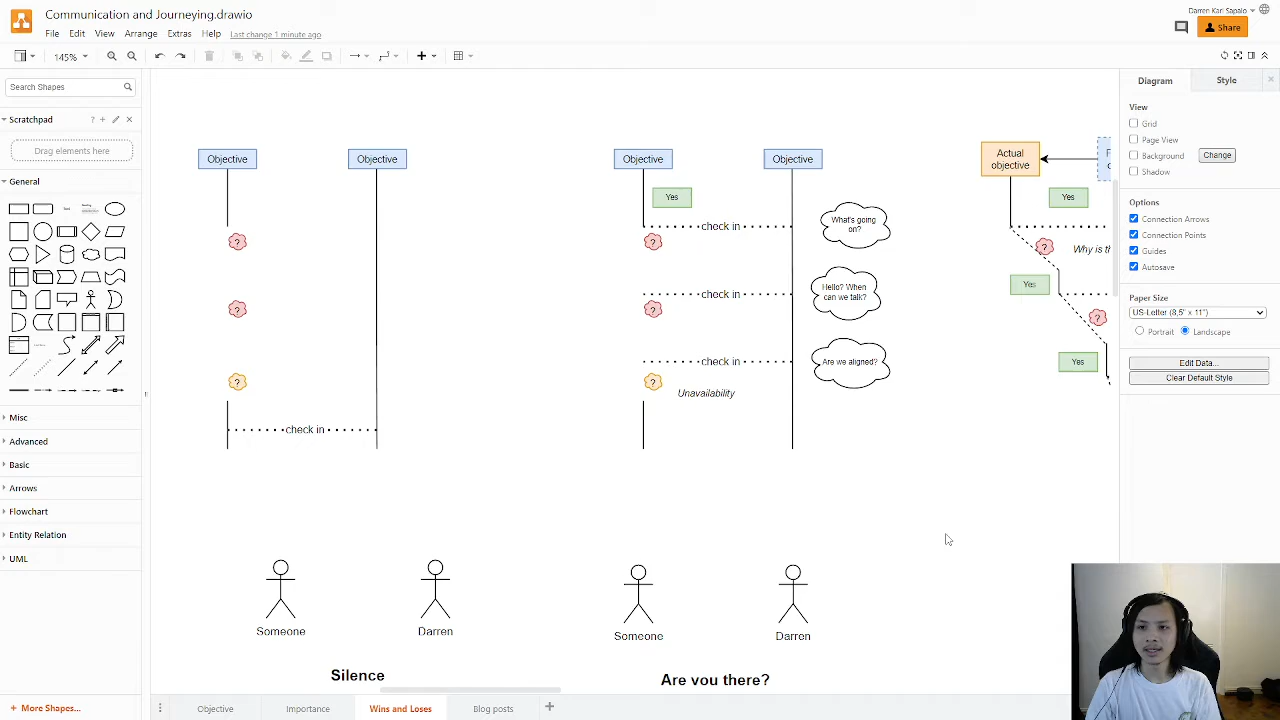 Communication and Journeying.drawio
Darren Karl Sapalo
File Edit View Arrange Extras Help Last change 1 minute ago
Share
145%
Search Shapes
Scratchpad
Drag elements here
General
Misc
Advanced
Basic
Arrows
Flowchart
Entity Relation
UML
+ More Shapes...
Objective Objective
?
?
?
check in
Someone Darren
Silence
Objective Objective
Yes
check in
What's going
on?
?
check in
Hello? When
can we talk?
?
check in
Are we aligned?
?
Unavailability
Someone Darren
Are you there?
Actual
objective
Yes
?
Why is th
Yes
?
Yes
Diagram Style
View
Grid
Page View
Background Change
Shadow
Options
Connection Arrows
Connection Points
Guides
Autosave
Paper Size
US-Letter (8,5" x 11")
Portrait Landscape
Edit Data...
Clear Default Style
Objective Importance Wins and Loses Blog posts